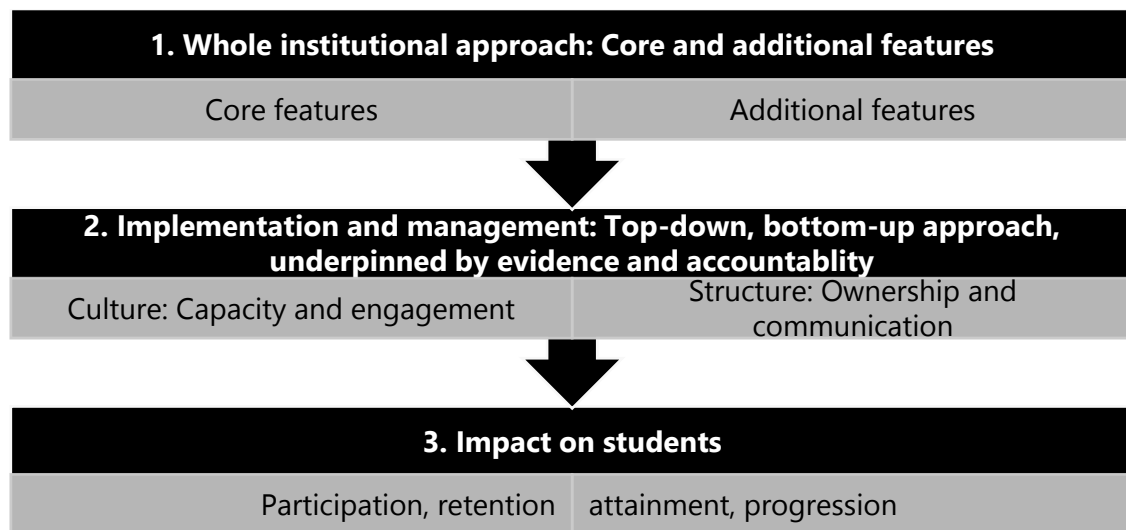 1. Whole institutional approach: Core and additional features
Core features
Additional features
2. Implementation and management: Top-down, bottom-up approach,
underpinned by evidence and accountablity
Culture: Capacity and engagement
Structure: Ownership and
communication
3. Impact on students
Participation, retention
attainment, progression